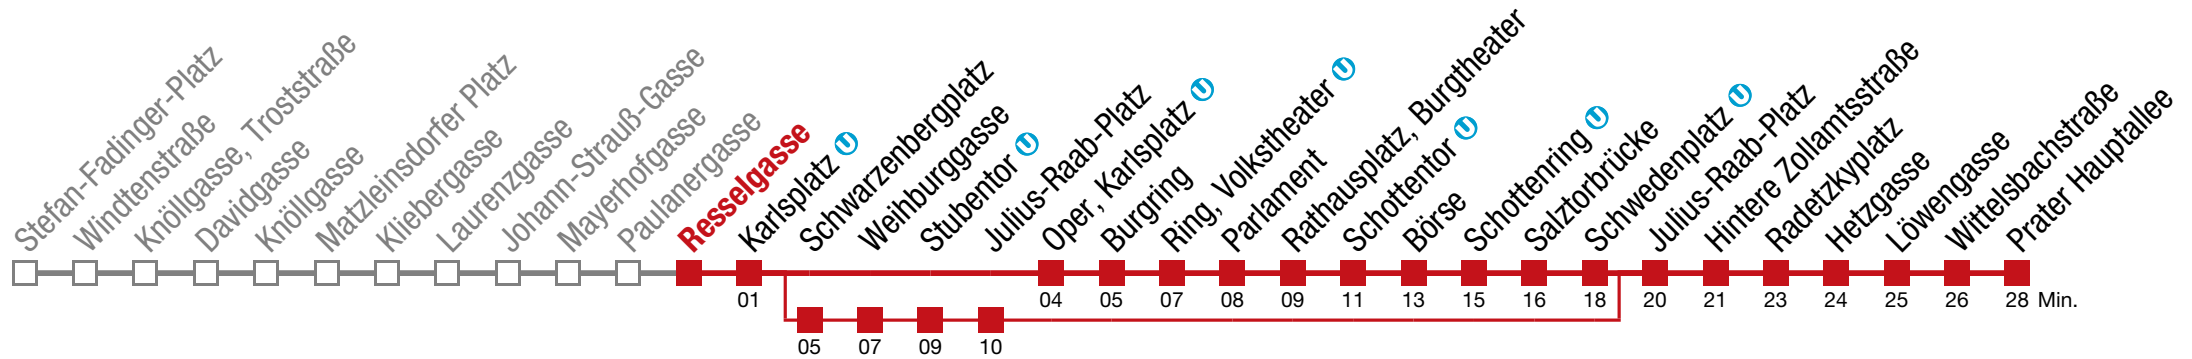 Stefan-Fadinger-Platz
Windtenstraße
Knöllgasse, Troststraße
Davidgasse
Knöllgasse
Matzleinsdorfer Platz
Kliebergasse
Laurenzgasse
Johann-Strauß-Gasse
Mayerhofgasse
Paulanergasse
Resselgasse
Karlsplatz U
Schwarzenbergplatz
Weihburggasse
Stubentor U
Julius-Raab-Platz
Oper, Karlsplatz U
Burgring
Ring, Volkstheater U
Parlament
Rathausplatz, Burgtheater
Schottentor U
Börse
Schottenring U
Salztorbrücke
Schwedenplatz U
Julius-Raab-Platz
Hintere Zollamtsstraße
Radetzkyplatz
Hetzgasse
Löwengasse
Wittelsbachstraße
Prater Hauptallee
01 04 05 07 08 09 11 13 15 16 18 20 21 23 24 25 26 28 Min.
05 07 09 10